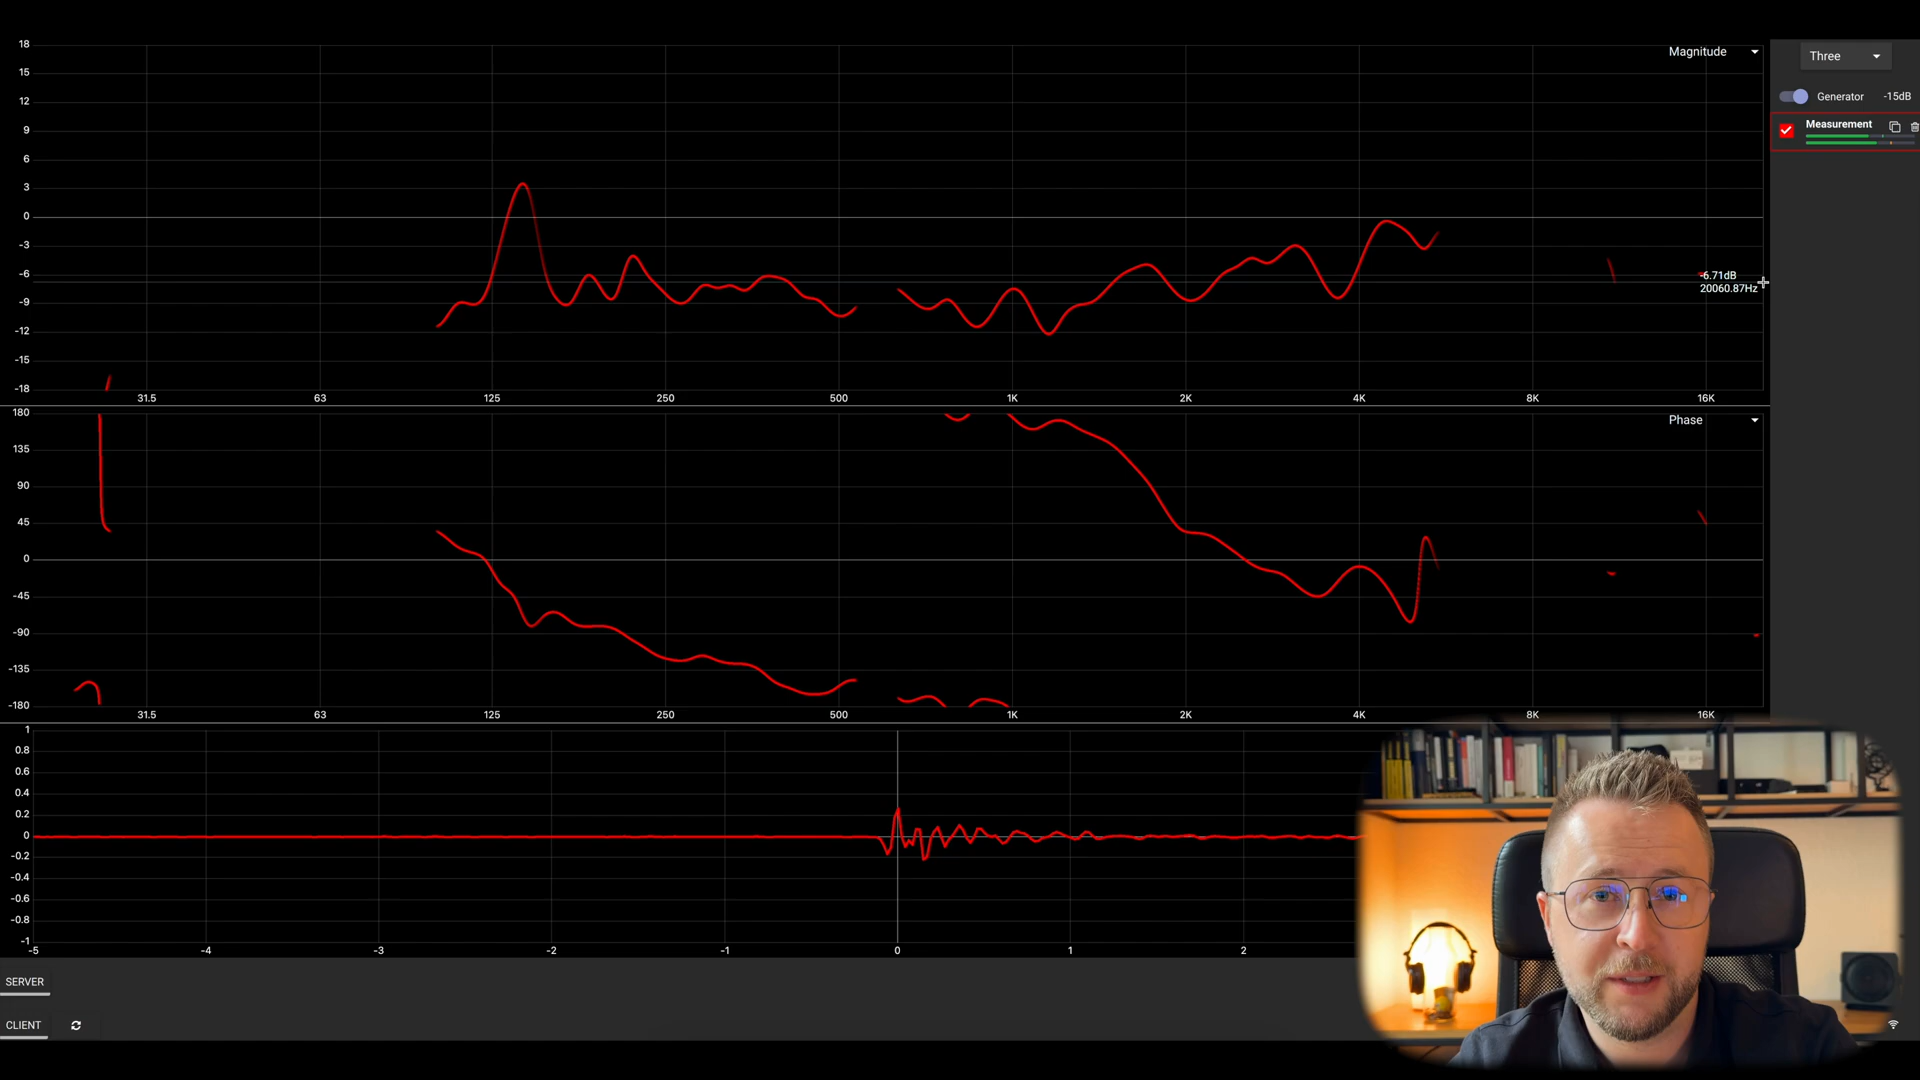 Magnitude
Three
Generator -15dB
Measurement
18
15
12
9
6
3
0
-3
-6
-9
-12
-15
-18
-6.71dB
20060.87Hz
31.5 63 125 250 500 1K 2K 4K 8K 16K
Phase
180
135
90
45
0
-45
-90
-135
-180
31.5 63 125 250 500 1K 2K 4K 8K 16K
1
0.8
0.6
0.4
0.2
0
-0.2
-0.4
-0.6
-0.8
-1
-5 -4 -3 -2 -1 0 1 2
SERVER
CLIENT